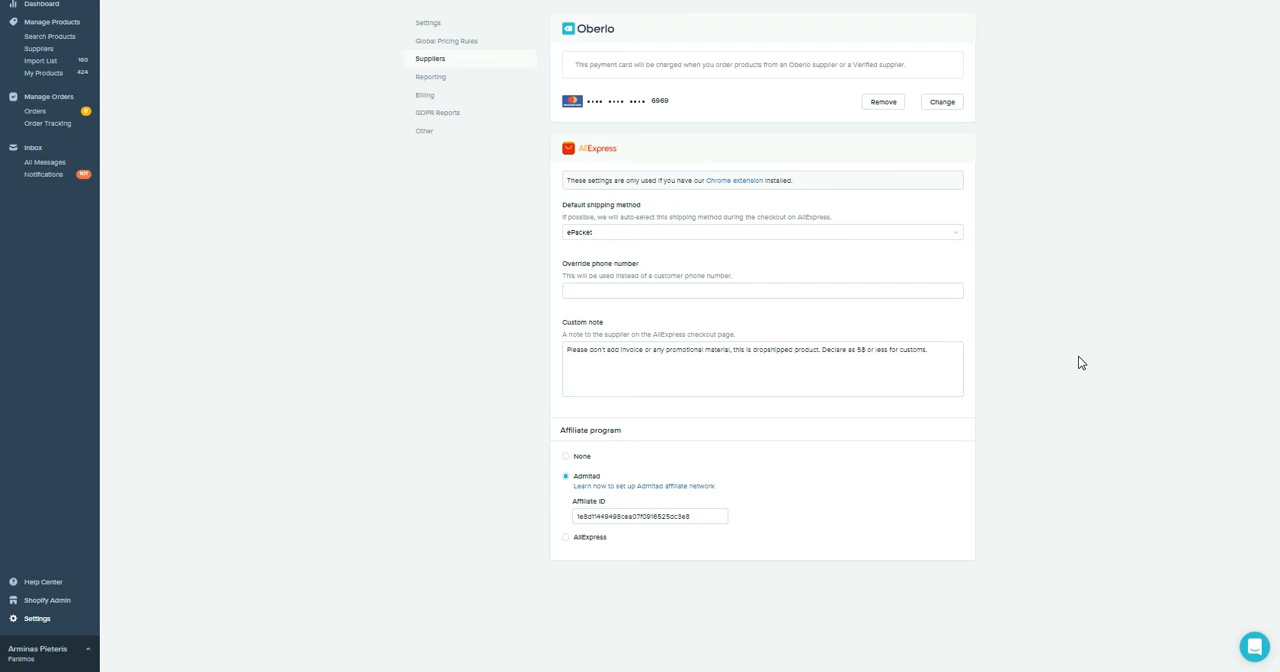 Dashboard
Manage Products
Search Products
Suppliers
Import List 160
My Products 424
Manage Orders
Orders 6
Order Tracking
Inbox
All Messages
Notifications 101
Help Center
Shopify Admin
Settings
Arminas Pieteris
Fanimos
Settings
Global Pricing Rules
Suppliers
Reporting
Billing
GDPR Reports
Other
Oberlo
This payment card will be charged when you order products from an Oberlo supplier or a Verified supplier.
•••• •••• •••• 6969
Remove
Change
AliExpress
These settings are only used if you have our Chrome extension installed.
Default shipping method
If possible, we will auto-select this shipping method during the checkout on AliExpress.
ePacket
Override phone number
This will be used instead of a customer phone number.
Custom note
A note to the supplier on the AliExpress checkout page.
Please don't add invoice or any promotional material, this is dropshipped product. Declare as 5$ or less for customs.
Affiliate program
None
Admitad
Learn how to set up Admitad affiliate network
Affiliate ID
1e8d11449498cea07f0916525dc3e8
AliExpress